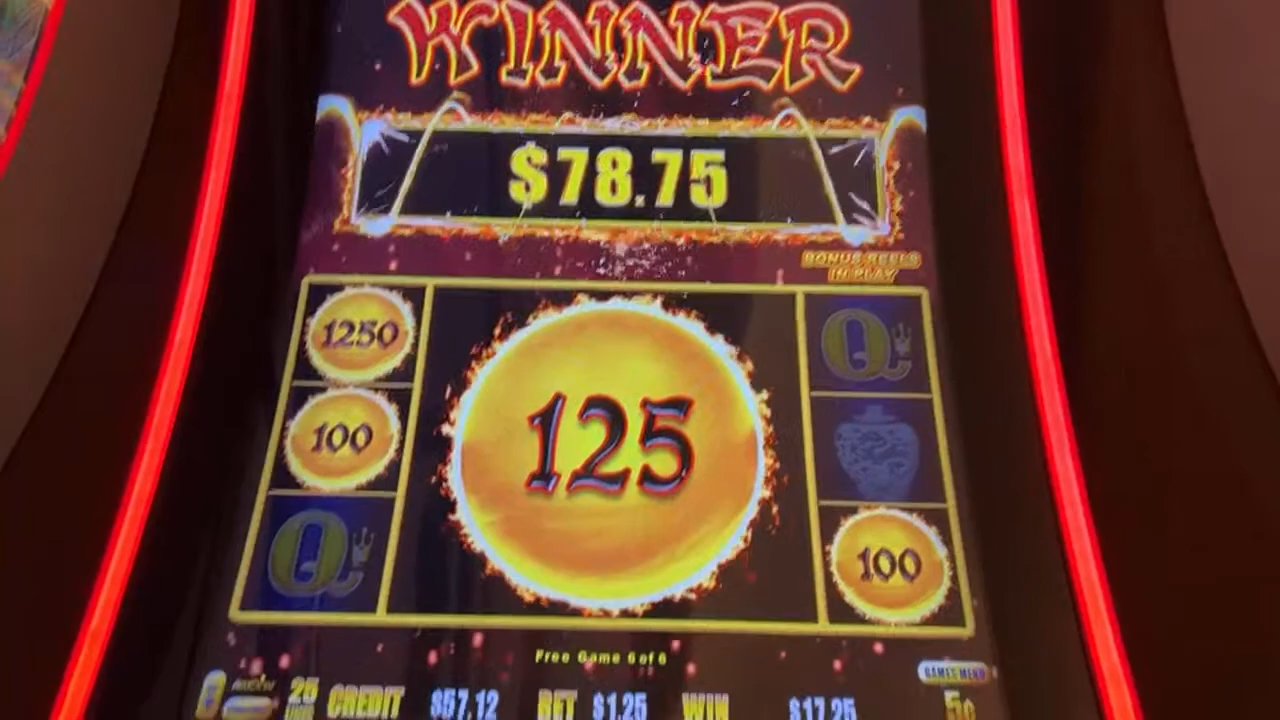 WINNER
$78.75
BONUS REELS
IN PLAY
1250
100
125
100
Free Game 6 of 6
GAMES MENU
25 CREDIT $57.12 BET $1.25 WIN $17.25 5¢